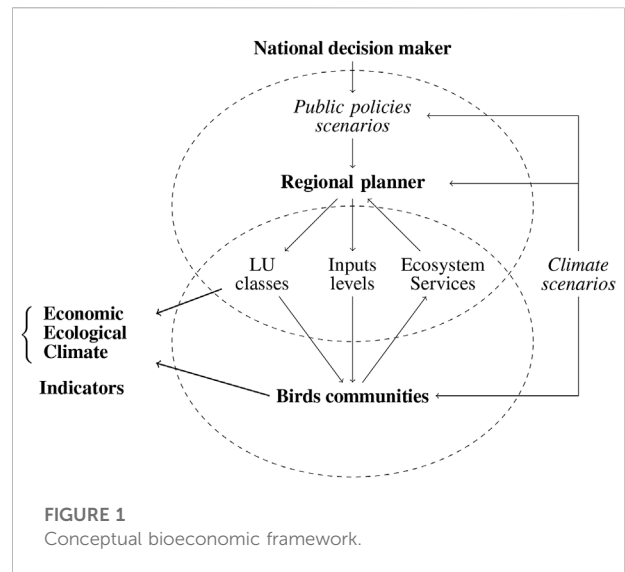 National decision maker
Public policies
scenarios
Regional planner
LU
classes
Inputs
levels
Ecosystem
Services
Climate
scenarios
Economic
Ecological
Climate
Indicators
Birds communities
FIGURE 1
Conceptual bioeconomic framework.